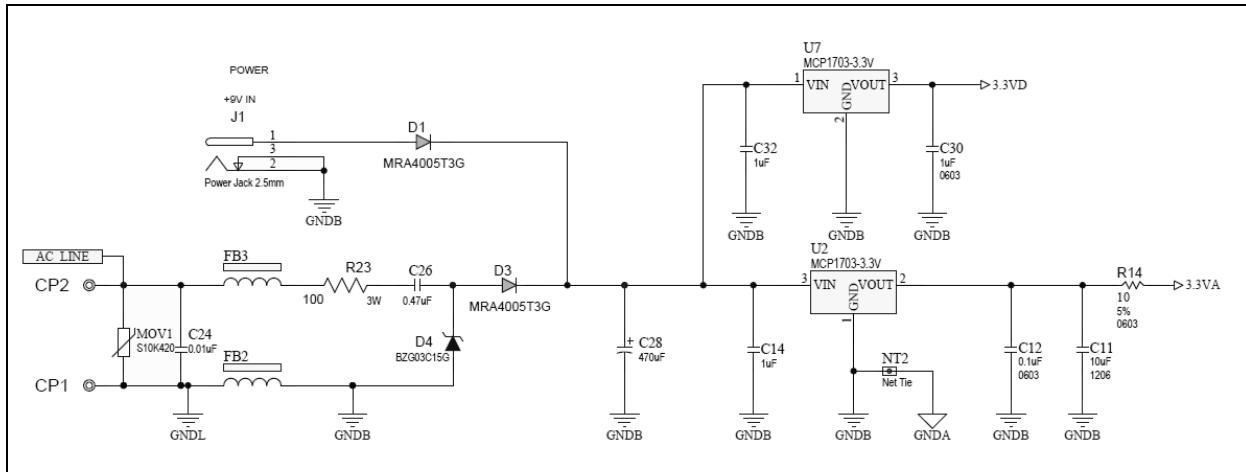 POWER
+9V IN
J1
1
3
2
Power Jack 2.5mm
GNDB
D1
MRA4005T3G
U7
MCP1703-3.3V
1
VIN
VOUT
3
GND
2
3.3VD
C32
1uF
C30
1uF
0603
GNDB
GNDB
GNDB
AC LINE
CP2
FB3
R23
100
3W
C26
0.47uF
D3
MRA4005T3G
MOV1
S10K420
C24
0.01uF
FB2
D4
BZG03C15G
CP1
GNDL
GNDB
C28
470uF
GNDB
C14
1uF
GNDB
U2
MCP1703-3.3V
3
VIN
VOUT
2
GND
1
NT2
Net Tie
GNDB
GNDA
C12
0.1uF
0603
GNDB
C11
10uF
1206
GNDB
R14
10
5%
0603
3.3VA